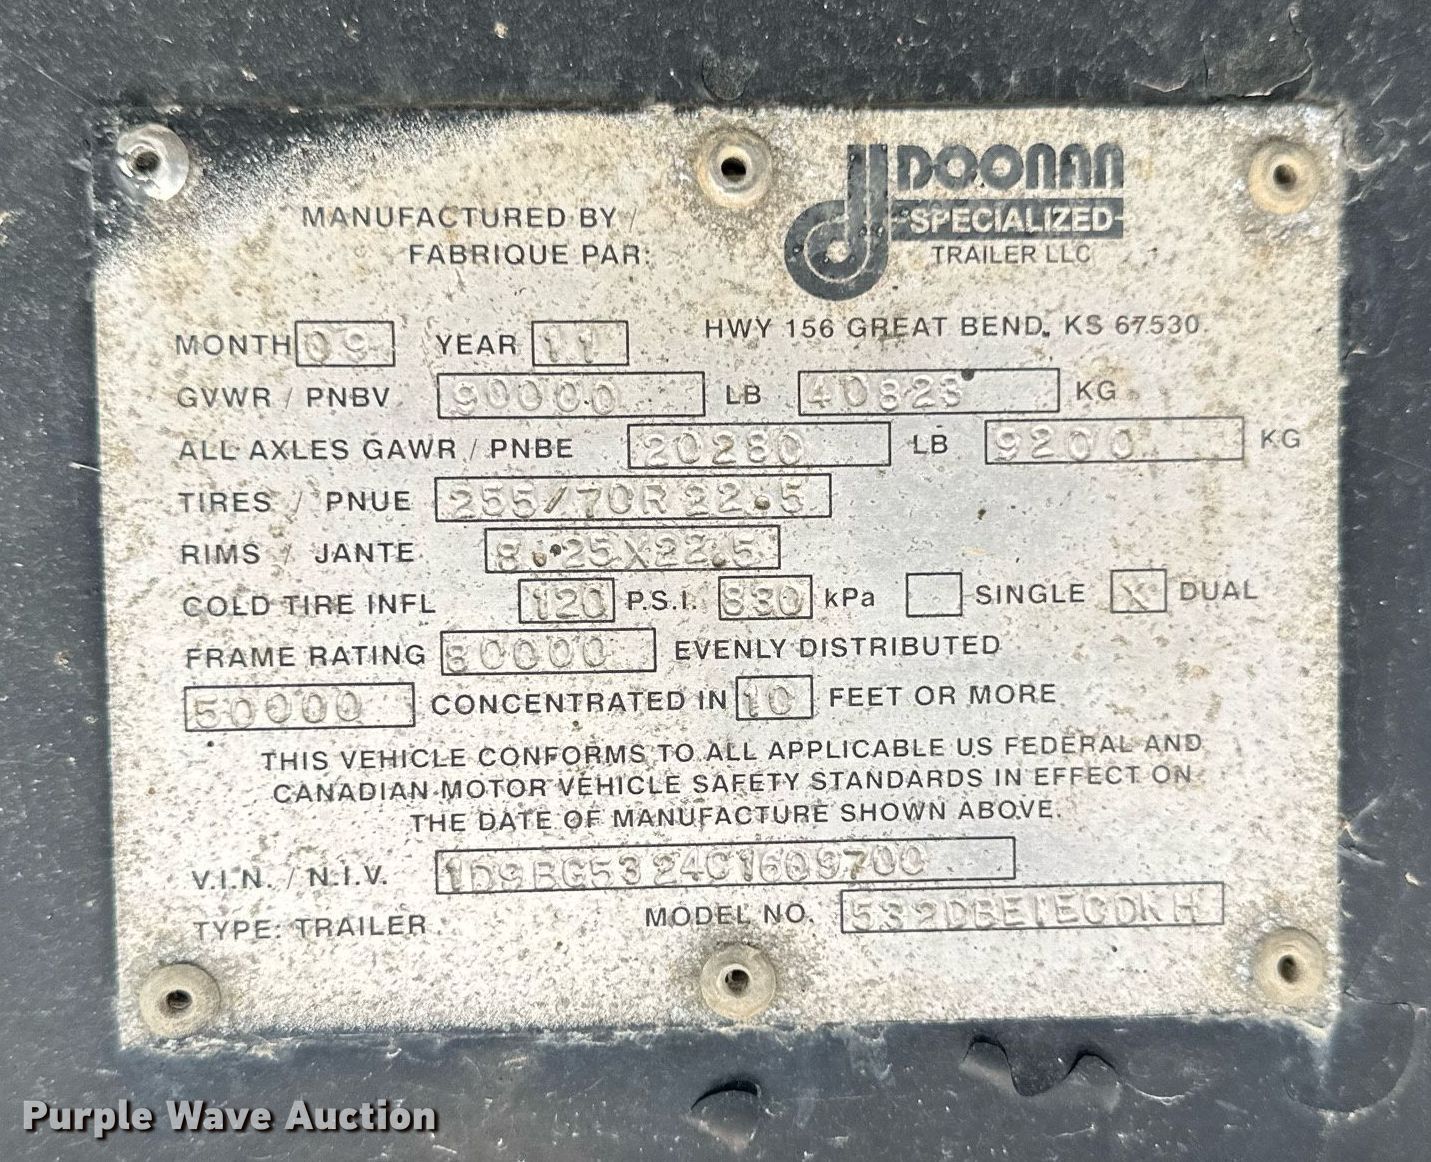 DOONAN
SPECIALIZED
TRAILER LLC
MANUFACTURED BY /
FABRIQUE PAR:
HWY 156 GREAT BEND, KS 67530
MONTH 09 YEAR 11
GVWR / PNBV 90000 LB 40823 KG
ALL AXLES GAWR / PNBE 20280 LB 9200 KG
TIRES / PNUE 255/70R 22.5
RIMS / JANTE 8.25X22.5
COLD TIRE INFL 120 P.S.I. 830 kPa SINGLE X DUAL
FRAME RATING 80000 EVENLY DISTRIBUTED
50000 CONCENTRATED IN 10 FEET OR MORE
THIS VEHICLE CONFORMS TO ALL APPLICABLE US FEDERAL AND
CANADIAN MOTOR VEHICLE SAFETY STANDARDS IN EFFECT ON
THE DATE OF MANUFACTURE SHOWN ABOVE.
V.I.N. / N.I.V. 1D9BG5324C1609700
TYPE: TRAILER MODEL NO.
Purple Wave Auction